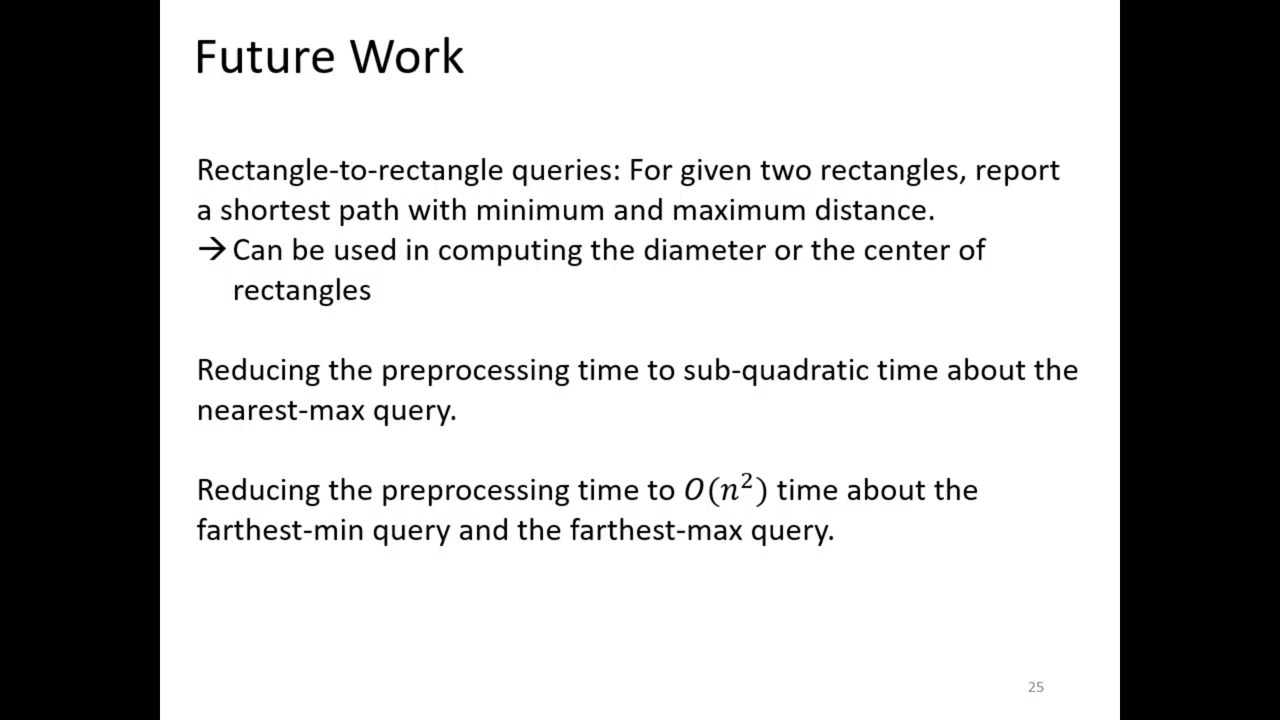 Future Work
Rectangle-to-rectangle queries: For given two rectangles, report
a shortest path with minimum and maximum distance.
→ Can be used in computing the diameter or the center of
rectangles
Reducing the preprocessing time to sub-quadratic time about the
nearest-max query.
Reducing the preprocessing time to O(n²) time about the
farthest-min query and the farthest-max query.
25